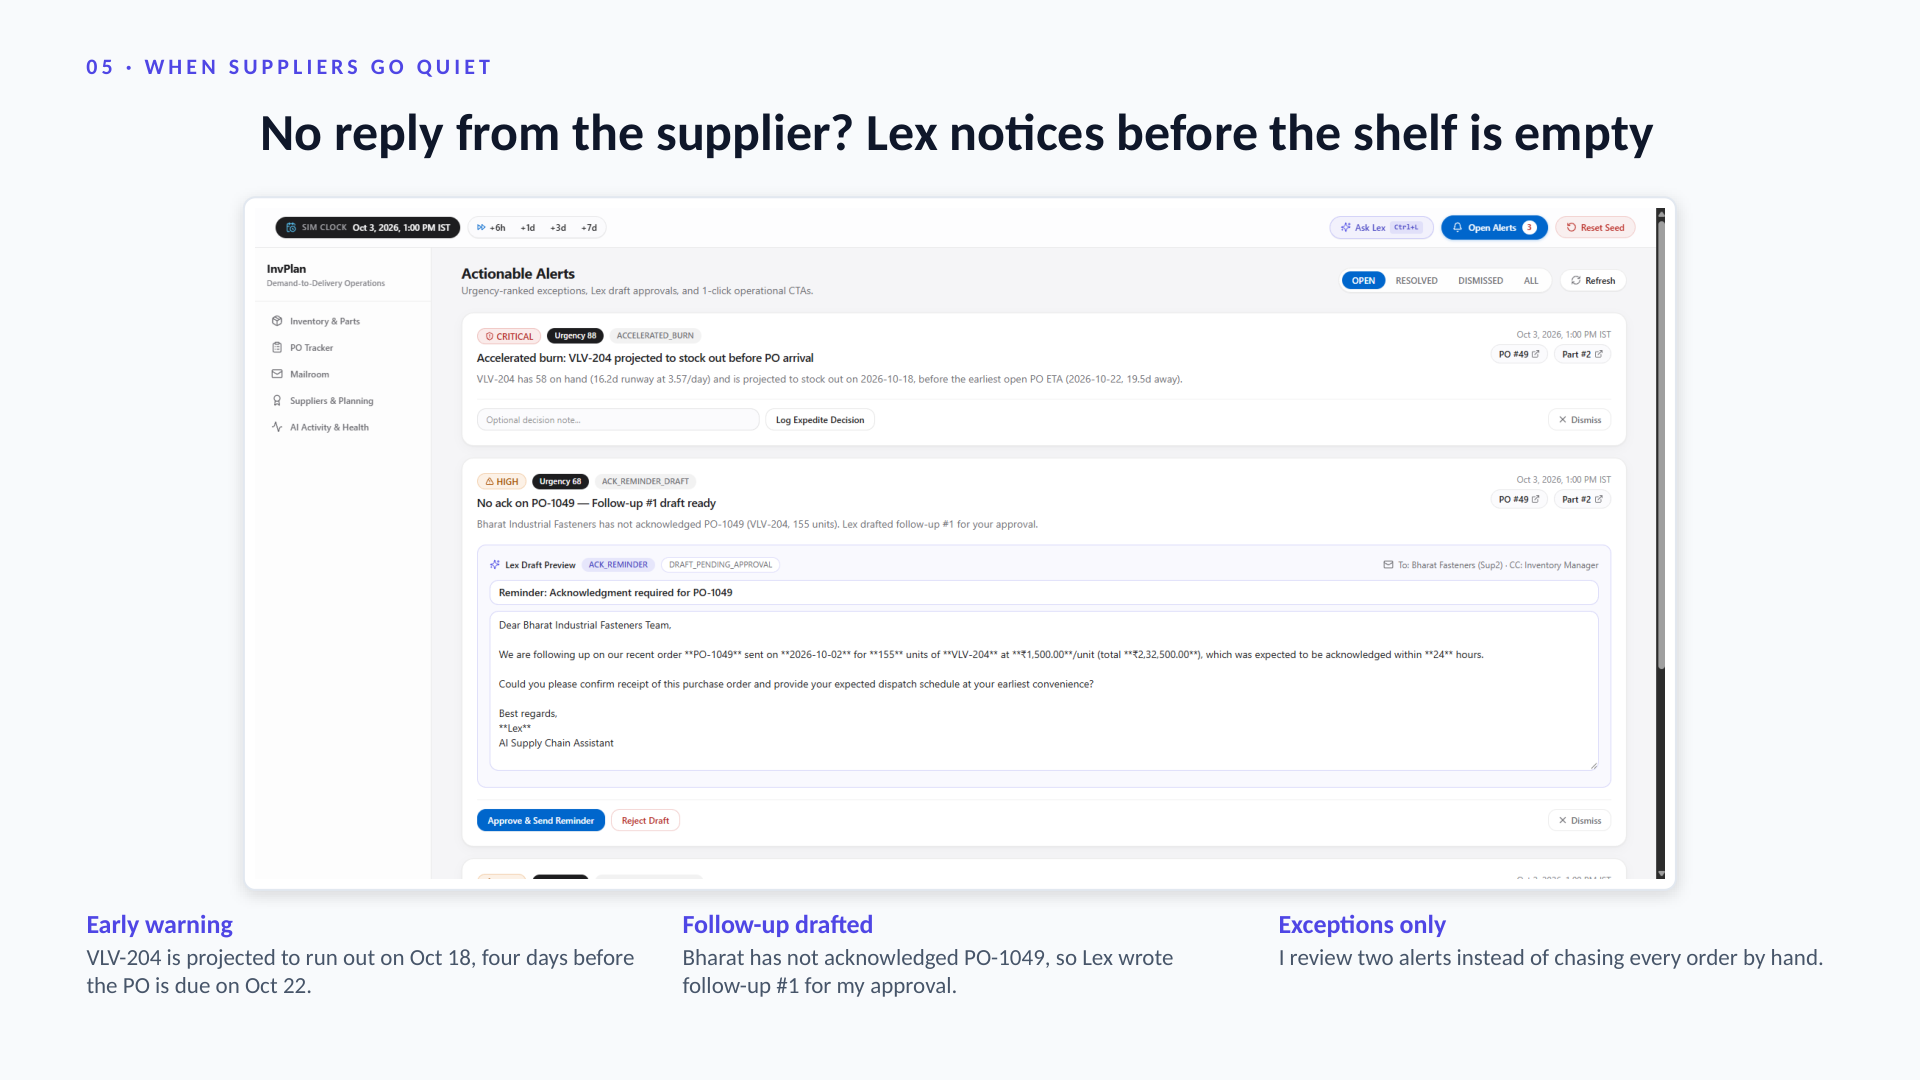 05 · WHEN SUPPLIERS GO QUIET
No reply from the supplier? Lex notices before the shelf is empty
SIM CLOCK Oct 3, 2026, 1:00 PM IST
+6h +1d +3d +7d
Ask Lex Ctrl+L
Open Alerts 3
Reset Seed
InvPlan
Demand-to-Delivery Operations
Inventory & Parts
PO Tracker
Mailroom
Suppliers & Planning
AI Activity & Health
Actionable Alerts
Urgency-ranked exceptions, Lex draft approvals, and 1-click operational CTAs.
OPEN RESOLVED DISMISSED ALL
Refresh
CRITICAL Urgency 88 ACCELERATED_BURN
Oct 3, 2026, 1:00 PM IST
Accelerated burn: VLV-204 projected to stock out before PO arrival
PO #49 Part #2
VLV-204 has 58 on hand (16.2d runway at 3.57/day) and is projected to stock out on 2026-10-18, before the earliest open PO ETA (2026-10-22, 19.5d away).
Optional decision note...
Log Expedite Decision
Dismiss
HIGH Urgency 68 ACK_REMINDER_DRAFT
Oct 3, 2026, 1:00 PM IST
No ack on PO-1049 — Follow-up #1 draft ready
PO #49 Part #2
Bharat Industrial Fasteners has not acknowledged PO-1049 (VLV-204, 155 units). Lex drafted follow-up #1 for your approval.
Lex Draft Preview ACK_REMINDER DRAFT_PENDING_APPROVAL
To: Bharat Fasteners (Sup2) · CC: Inventory Manager
Reminder: Acknowledgment required for PO-1049
Dear Bharat Industrial Fasteners Team,
We are following up on our recent order **PO-1049** sent on **2026-10-02** for **155** units of **VLV-204** at **₹1,500.00**/unit (total **₹2,32,500.00**), which was expected to be acknowledged within **24** hours.
Could you please confirm receipt of this purchase order and provide your expected dispatch schedule at your earliest convenience?
Best regards,
**Lex**
AI Supply Chain Assistant
Approve & Send Reminder
Reject Draft
Dismiss
Early warning
VLV-204 is projected to run out on Oct 18, four days before
the PO is due on Oct 22.
Follow-up drafted
Bharat has not acknowledged PO-1049, so Lex wrote
follow-up #1 for my approval.
Exceptions only
I review two alerts instead of chasing every order by hand.